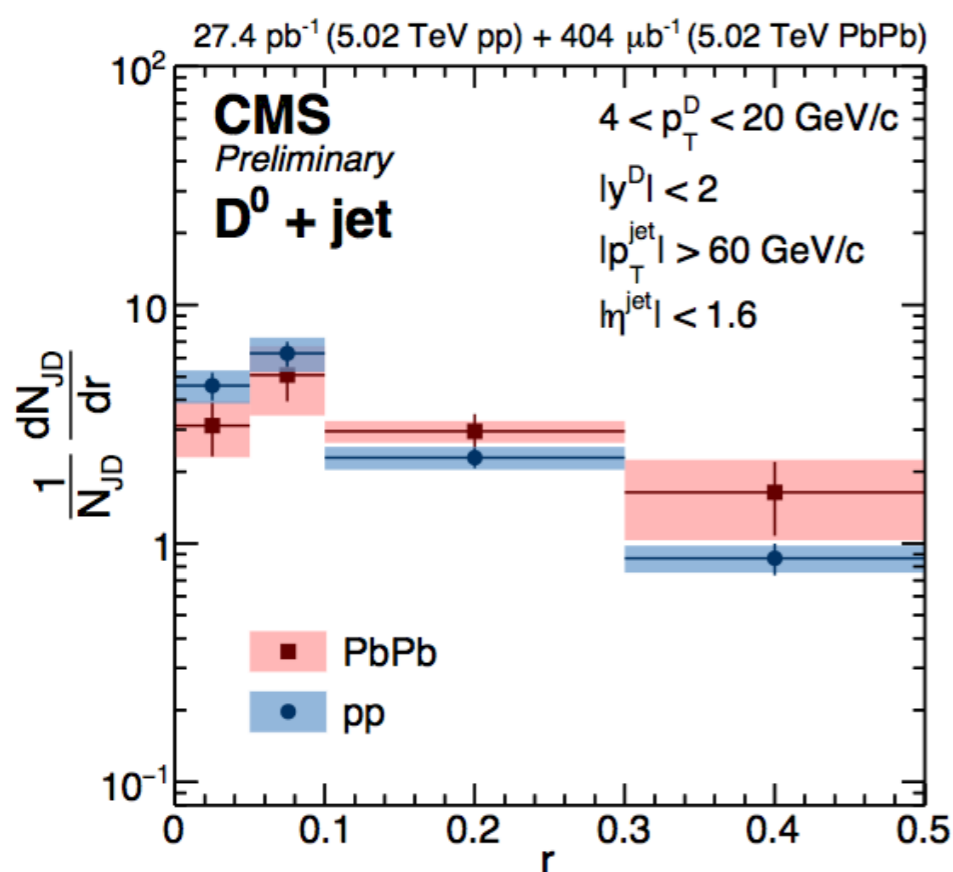 27.4 pb⁻¹ (5.02 TeV pp) + 404 μb⁻¹ (5.02 TeV PbPb)
CMS
Preliminary
D⁰ + jet
4 < p_T^D < 20 GeV/c
|y^D| < 2
|p_T^jet| > 60 GeV/c
|η^jet| < 1.6
10²
10
1
10⁻¹
1/N_JD dN_JD/dr
PbPb
pp
0 0.1 0.2 0.3 0.4 0.5
r